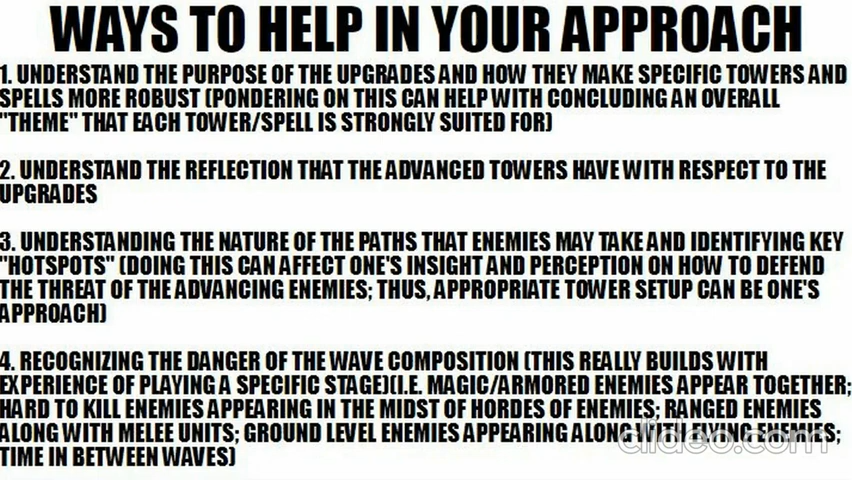 WAYS TO HELP IN YOUR APPROACH
1. UNDERSTAND THE PURPOSE OF THE UPGRADES AND HOW THEY MAKE SPECIFIC TOWERS AND
SPELLS MORE ROBUST (PONDERING ON THIS CAN HELP WITH CONCLUDING AN OVERALL
"THEME" THAT EACH TOWER/SPELL IS STRONGLY SUITED FOR)
2. UNDERSTAND THE REFLECTION THAT THE ADVANCED TOWERS HAVE WITH RESPECT TO THE
UPGRADES
3. UNDERSTANDING THE NATURE OF THE PATHS THAT ENEMIES MAY TAKE AND IDENTIFYING KEY
"HOTSPOTS" (DOING THIS CAN AFFECT ONE'S INSIGHT AND PERCEPTION ON HOW TO DEFEND
THE THREAT OF THE ADVANCING ENEMIES; THUS, APPROPRIATE TOWER SETUP CAN BE ONE'S
APPROACH)
4. RECOGNIZING THE DANGER OF THE WAVE COMPOSITION (THIS REALLY BUILDS WITH
EXPERIENCE OF PLAYING A SPECIFIC STAGE)(I.E. MAGIC/ARMORED ENEMIES APPEAR TOGETHER;
HARD TO KILL ENEMIES APPEARING IN THE MIDST OF HORDES OF ENEMIES; RANGED ENEMIES
ALONG WITH MELEE UNITS; GROUND LEVEL ENEMIES APPEARING ALONG WITH FLYING ENEMIES;
TIME IN BETWEEN WAVES)
clideo.com